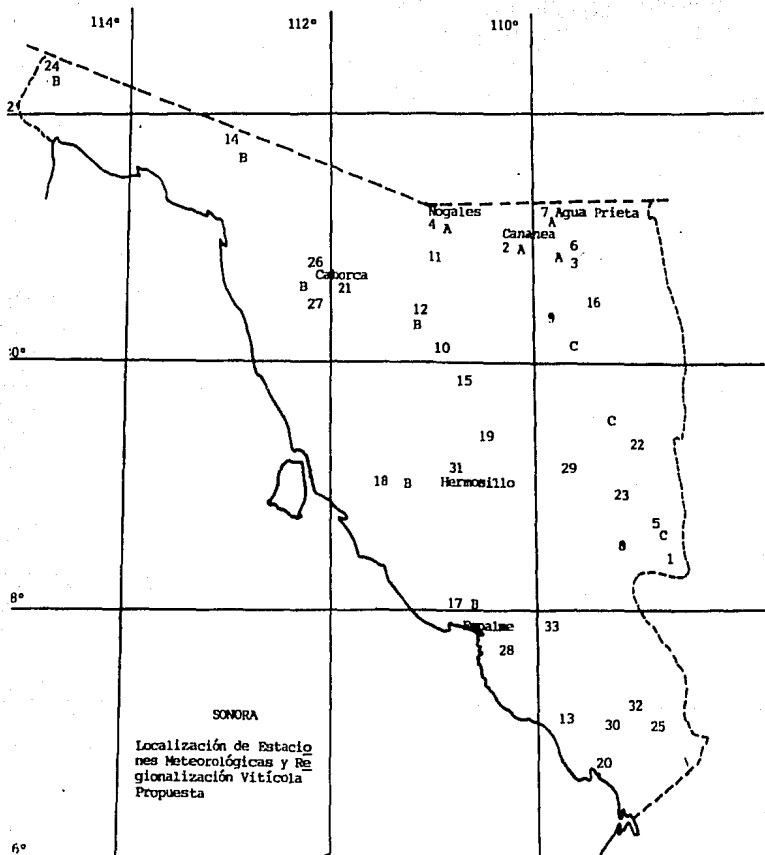 114° 112° 110°
24
B
2
14
B
Nogales 7 Agua Prieta
4 A A
Cananea
2 A A 6
3
11
26
Caborca
B 21
27
16
12
B
9
10 C
0°
15
C
19 22
31 29
18 B Hermosillo
23
5
C
8
1
8°
17 B
Empalme 33
28
SONORA
32
13 30 25
Localización de Estacio
nes Meteorológicas y Re
gionalización Vitícola
Propuesta
20
6°